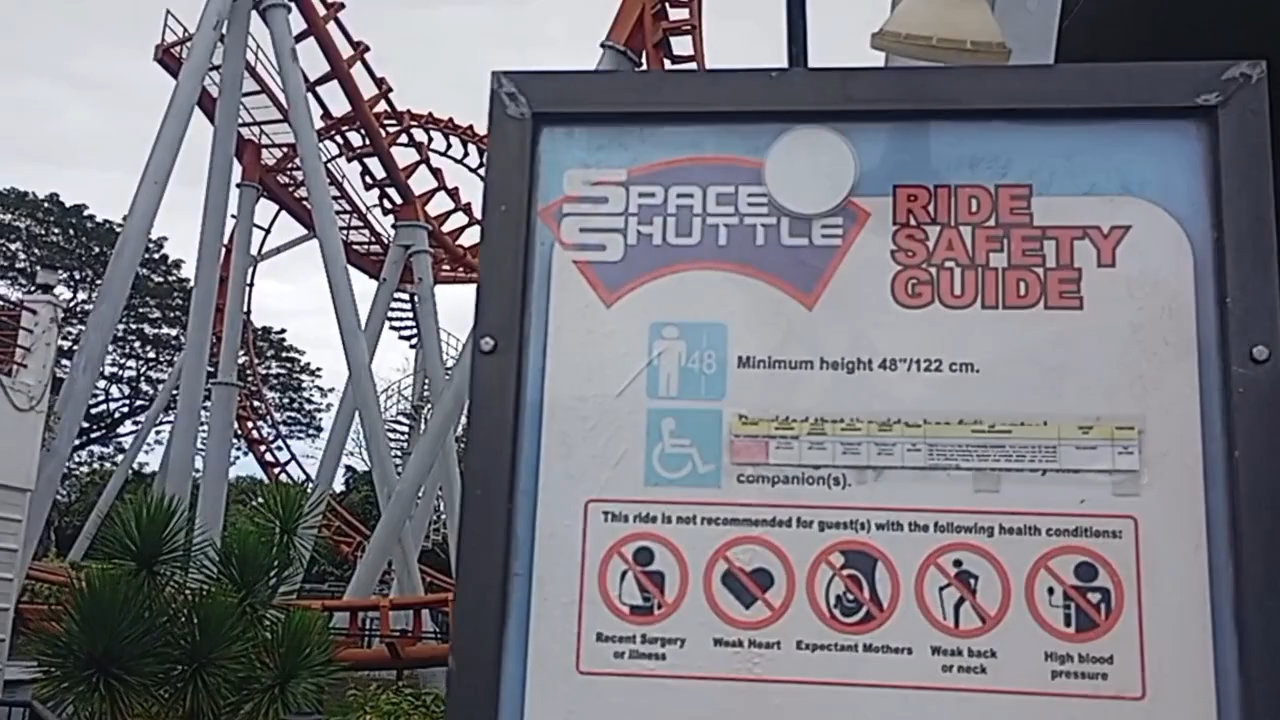 SPACE
SHUTTLE
RIDE
SAFETY
GUIDE
48
Minimum height 48"/122 cm.
companion(s).
This ride is not recommended for guest(s) with the following health conditions:
Recent Surgery
or Illness
Weak Heart
Expectant Mothers
Weak back
or neck
High blood
pressure